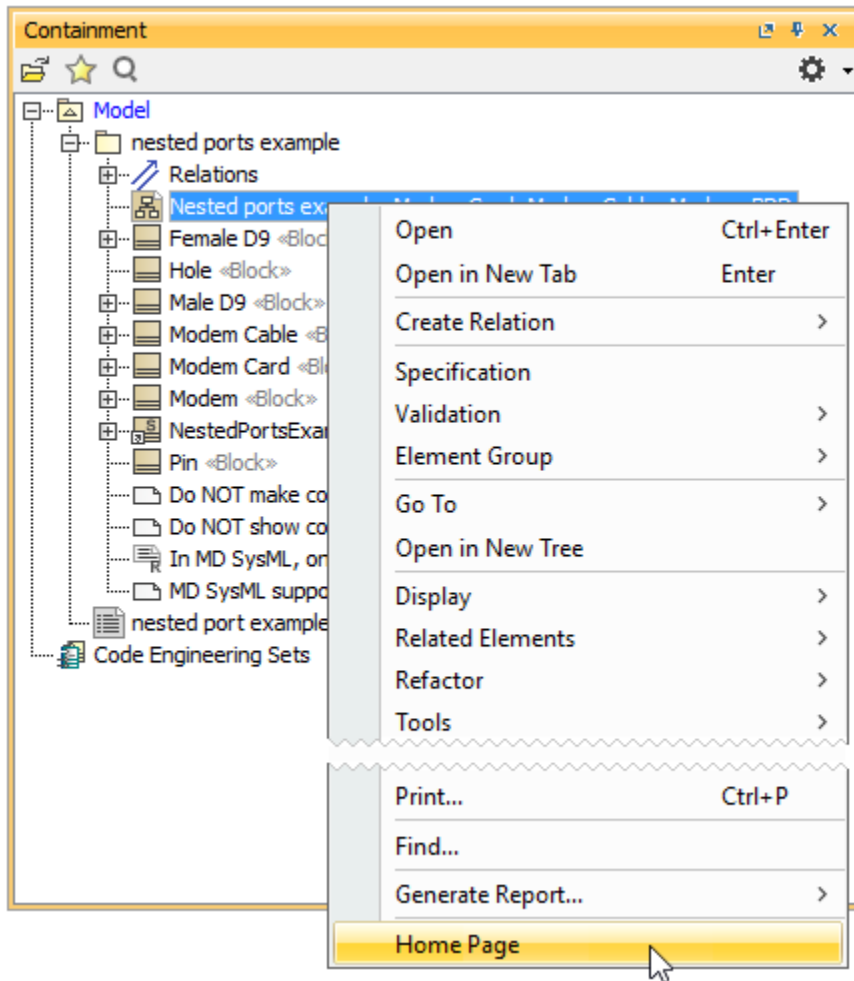 Containment
Model
nested ports example
Relations
Nested ports
Female D9 «Bloc
Hole «Block»
Male D9 «Block»
Modem Cable «B
Modem Card «Bl
Modem «Block»
NestedPortsExa
Pin «Block»
Do NOT make co
Do NOT show co
In MD SysML, on
MD SysML suppo
nested port example
Code Engineering Sets
Open Ctrl+Enter
Open in New Tab Enter
Create Relation
Specification
Validation
Element Group
Go To
Open in New Tree
Display
Related Elements
Refactor
Tools
Print... Ctrl+P
Find...
Generate Report...
Home Page